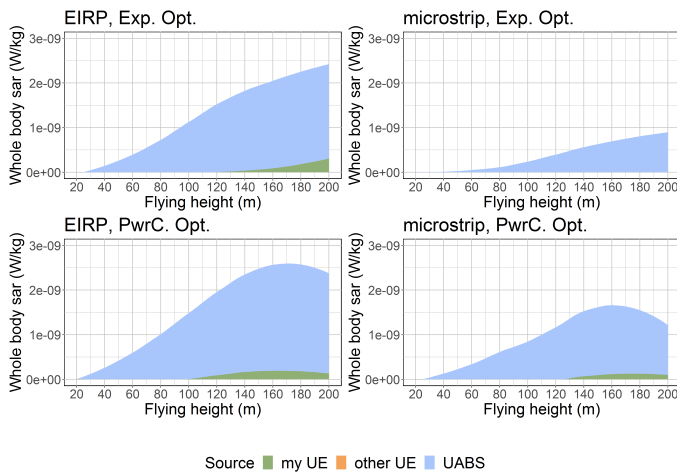 EIRP, Exp. Opt.
Whole body sar (W/kg)
3e-09
2e-09
1e-09
0e+00
20 40 60 80 100 120 140 160 180 200
Flying height (m)
microstrip, Exp. Opt.
Whole body sar (W/kg)
3e-09
2e-09
1e-09
0e+00
20 40 60 80 100 120 140 160 180 200
Flying height (m)
EIRP, PwrC. Opt.
Whole body sar (W/kg)
3e-09
2e-09
1e-09
0e+00
20 40 60 80 100 120 140 160 180 200
Flying height (m)
microstrip, PwrC. Opt.
Whole body sar (W/kg)
3e-09
2e-09
1e-09
0e+00
20 40 60 80 100 120 140 160 180 200
Flying height (m)
Source my UE other UE UABS